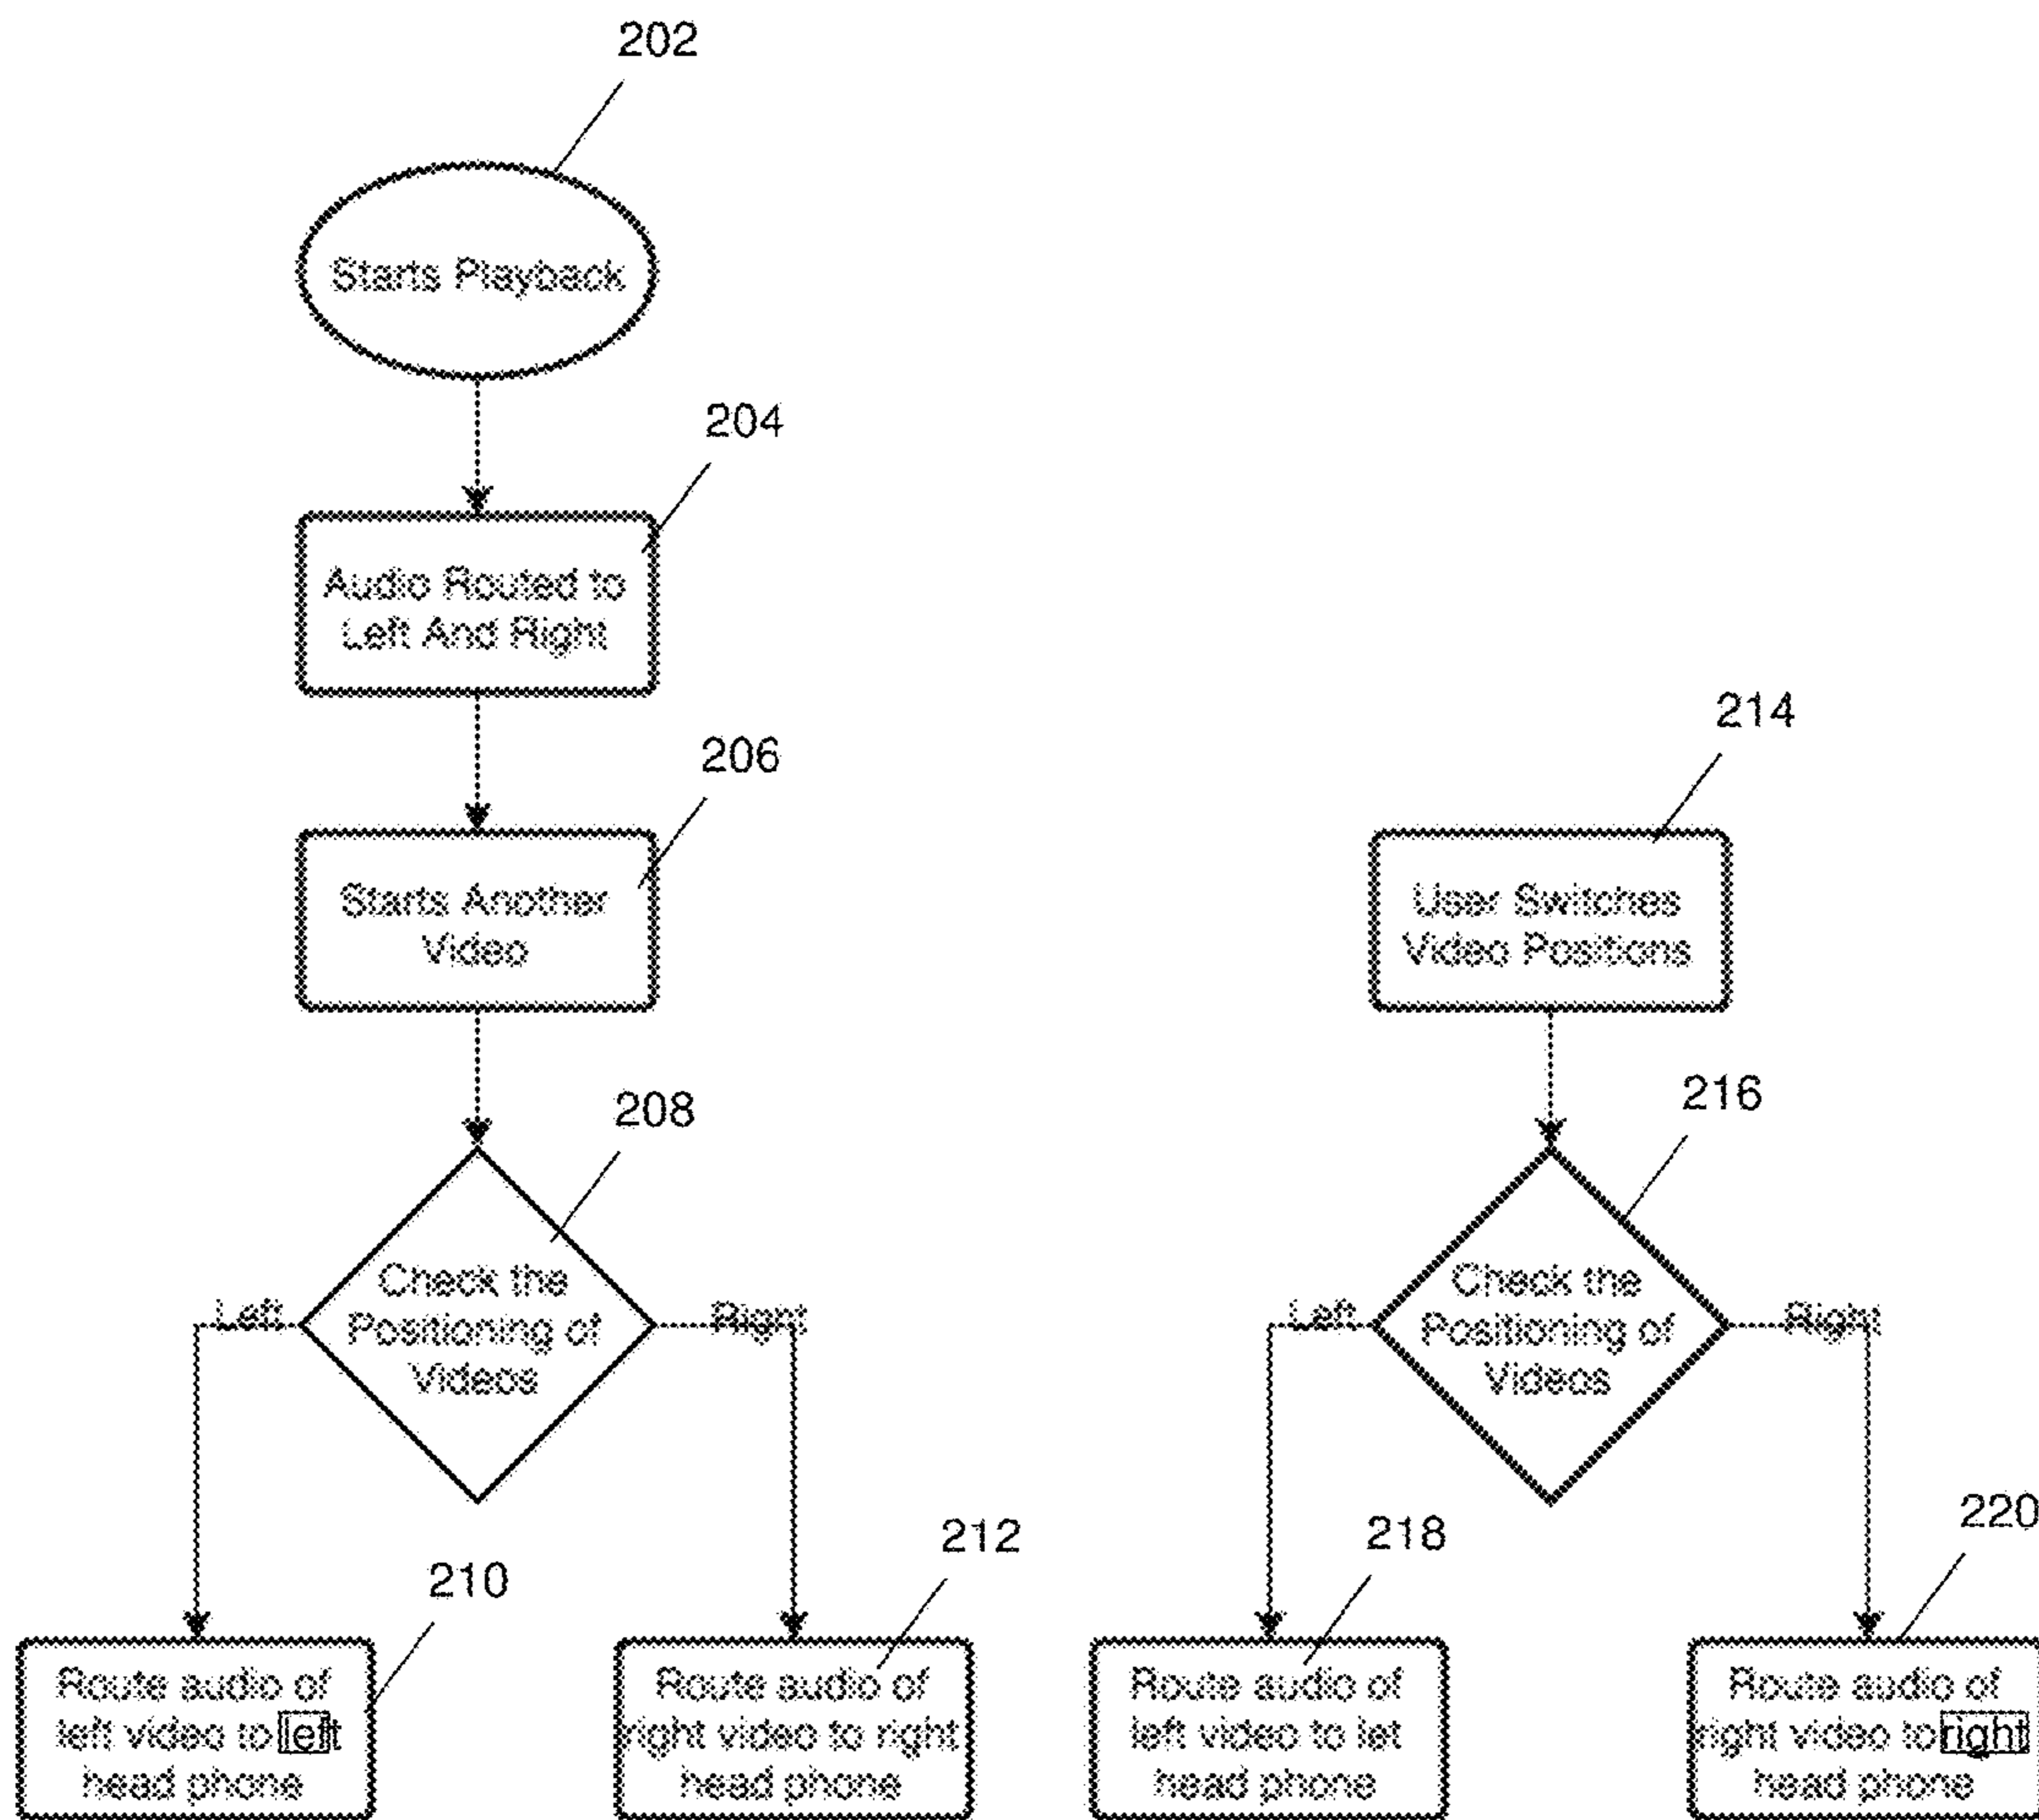 202
Starts Playback
204
Audio Routed to
Left And Right
206
Starts Another
Video
208
Check the
Positioning of
Videos
Left
Right
210
Route audio of
left video to left
head phone
212
Route audio of
right video to right
head phone
214
User Switches
Video Positions
216
Check the
Positioning of
Videos
Left
Right
218
Route audio of
left video to let
head phone
220
Route audio of
right video to right
head phone